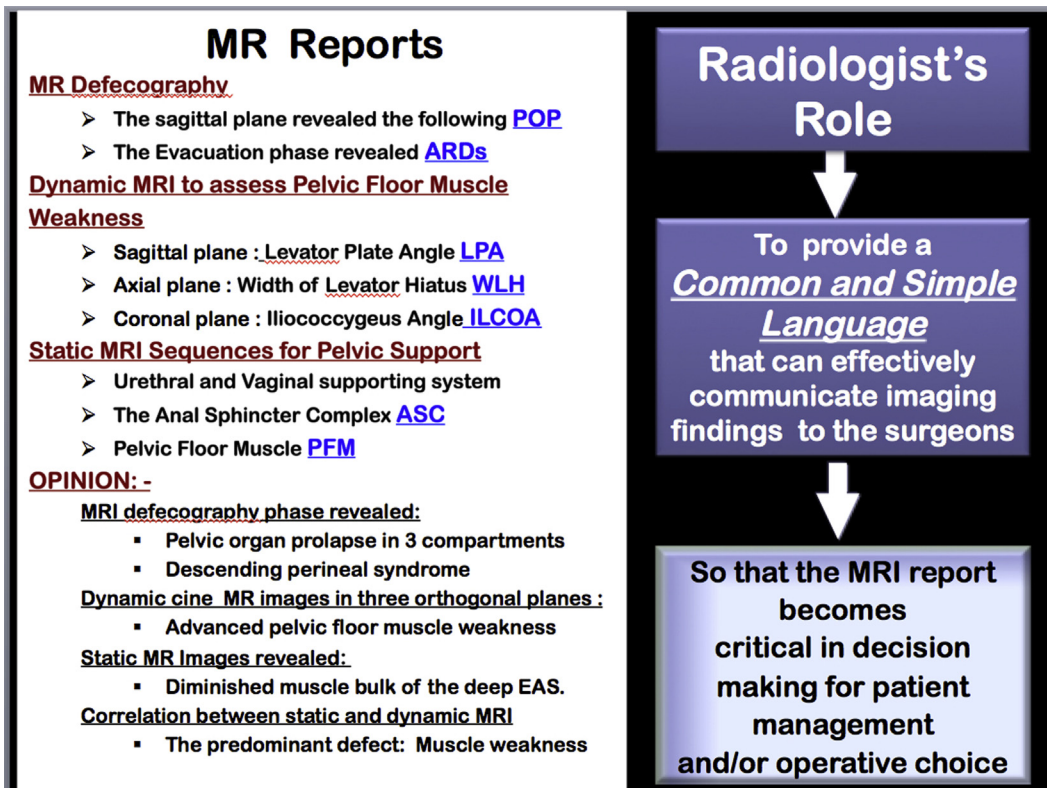 MR Reports
MR Defecography
➢ The sagittal plane revealed the following POP
➢ The Evacuation phase revealed ARDs
Dynamic MRI to assess Pelvic Floor Muscle
Weakness
➢ Sagittal plane : Levator Plate Angle LPA
➢ Axial plane : Width of Levator Hiatus WLH
➢ Coronal plane : Iliococcygeus Angle ILCOA
Static MRI Sequences for Pelvic Support
➢ Urethral and Vaginal supporting system
➢ The Anal Sphincter Complex ASC
➢ Pelvic Floor Muscle PFM
OPINION: -
MRI defecography phase revealed:
▪ Pelvic organ prolapse in 3 compartments
▪ Descending perineal syndrome
Dynamic cine MR images in three orthogonal planes :
▪ Advanced pelvic floor muscle weakness
Static MR Images revealed:
▪ Diminished muscle bulk of the deep EAS.
Correlation between static and dynamic MRI
▪ The predominant defect: Muscle weakness
Radiologist's
Role
To provide a
Common and Simple
Language
that can effectively
communicate imaging
findings to the surgeons
So that the MRI report
becomes
critical in decision
making for patient
management
and/or operative choice